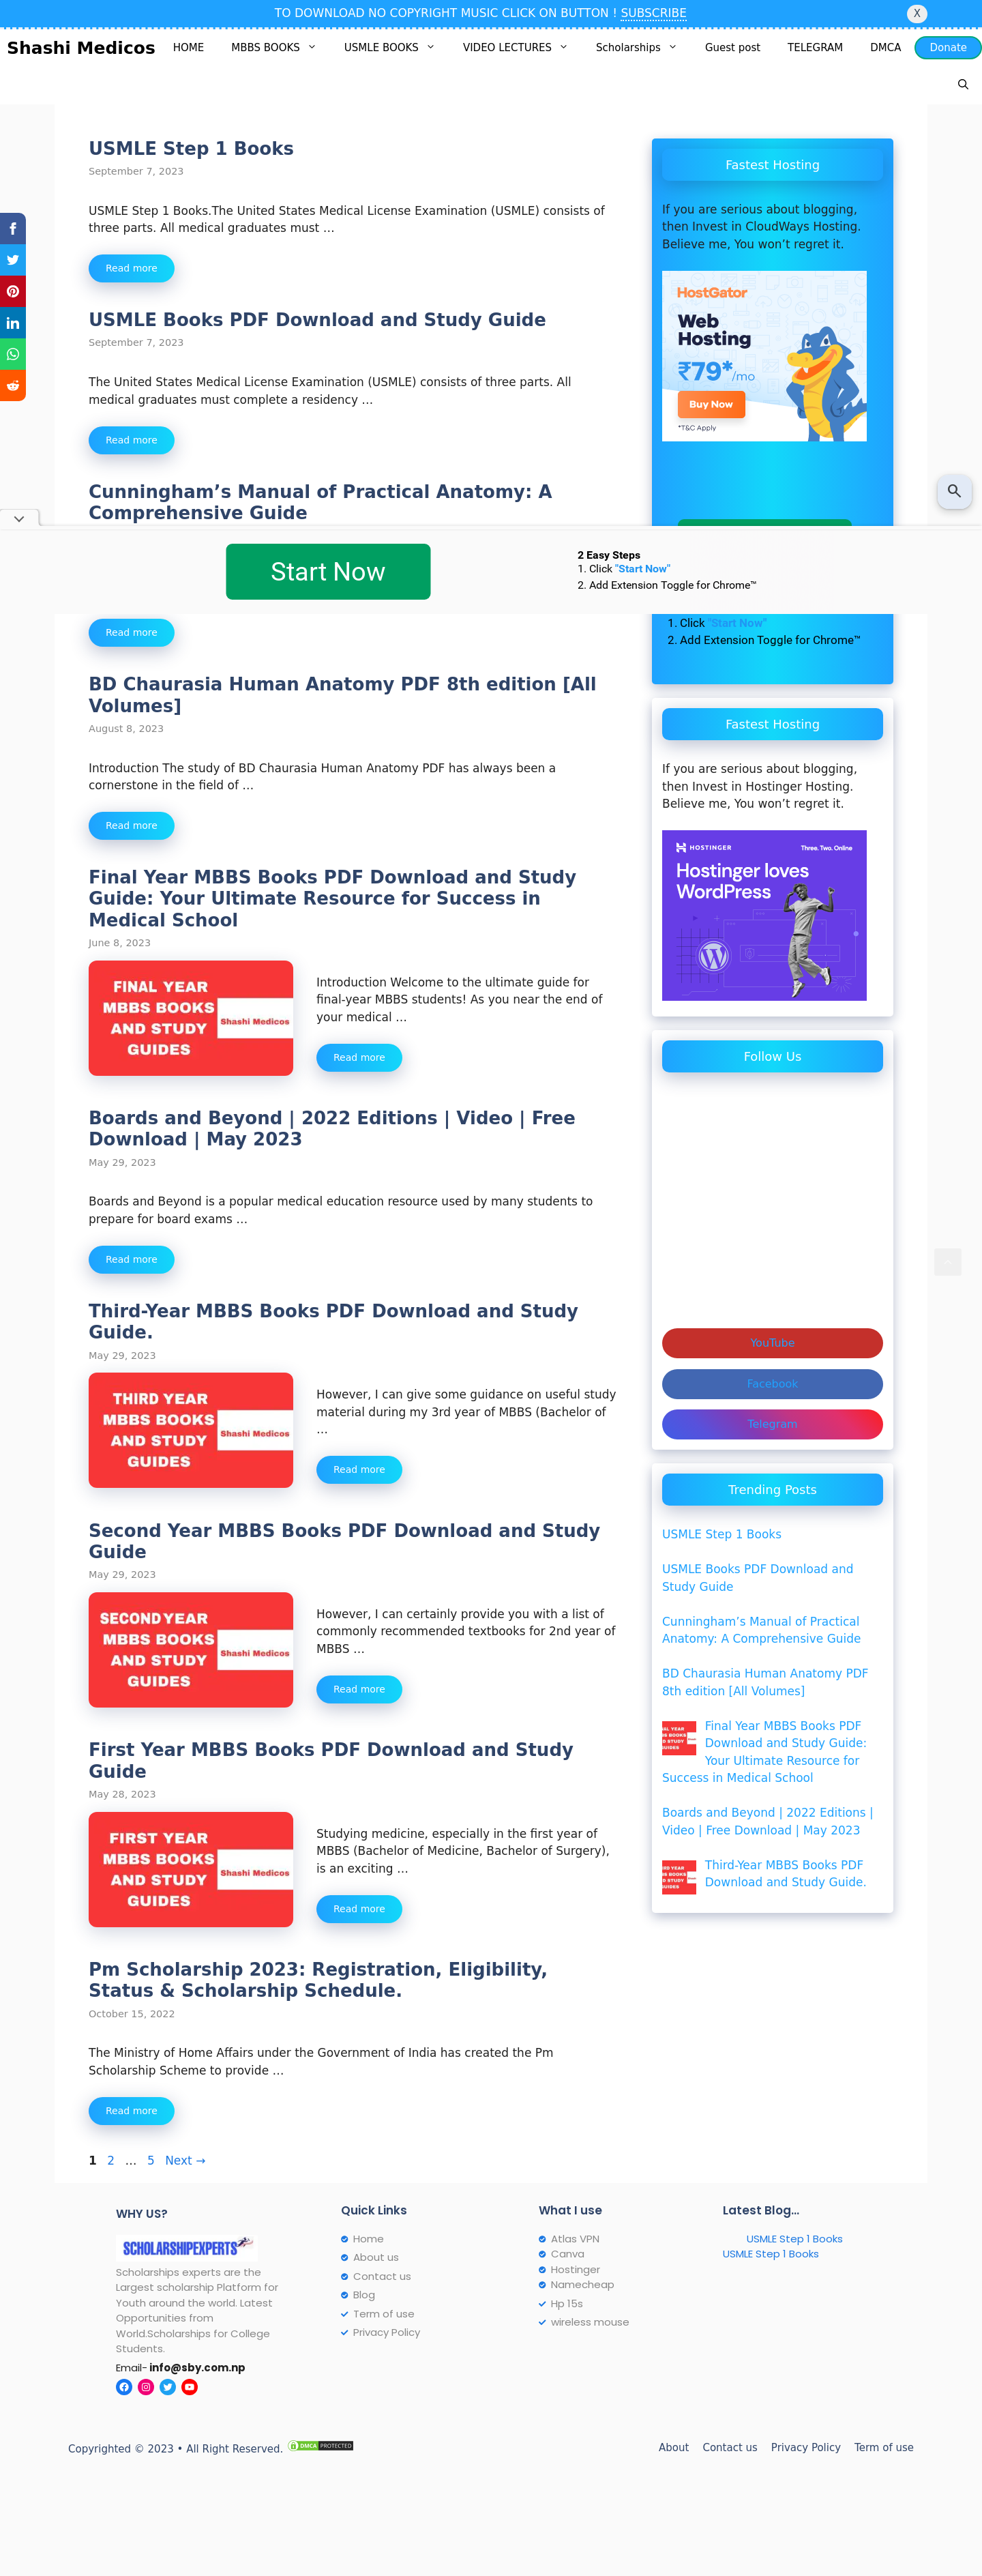 TO DOWNLOAD NO COPYRIGHT MUSIC CLICK ON BUTTON ! SUBSCRIBE
X
Shashi Medicos
HOME
MBBS BOOKS
USMLE BOOKS
VIDEO LECTURES
Scholarships
Guest post
TELEGRAM
DMCA
Donate
USMLE Step 1 Books
September 7, 2023
USMLE Step 1 Books.The United States Medical License Examination (USMLE) consists of
three parts. All medical graduates must …
Read more
USMLE Books PDF Download and Study Guide
September 7, 2023
The United States Medical License Examination (USMLE) consists of three parts. All
medical graduates must complete a residency …
Read more
Cunningham’s Manual of Practical Anatomy: A
Comprehensive Guide
Start Now
2 Easy Steps
1. Click "Start Now"
2. Add Extension Toggle for Chrome™
Read more
BD Chaurasia Human Anatomy PDF 8th edition [All
Volumes]
August 8, 2023
Introduction The study of BD Chaurasia Human Anatomy PDF has always been a
cornerstone in the field of …
Read more
Final Year MBBS Books PDF Download and Study
Guide: Your Ultimate Resource for Success in
Medical School
June 8, 2023
FINAL YEAR
MBBS BOOKS
AND STUDY
GUIDES
Shashi Medicos
Introduction Welcome to the ultimate guide for
final-year MBBS students! As you near the end of
your medical …
Read more
Boards and Beyond | 2022 Editions | Video | Free
Download | May 2023
May 29, 2023
Boards and Beyond is a popular medical education resource used by many students to
prepare for board exams …
Read more
Third-Year MBBS Books PDF Download and Study
Guide.
May 29, 2023
THIRD YEAR
MBBS BOOKS
AND STUDY
GUIDES
Shashi Medicos
However, I can give some guidance on useful study
material during my 3rd year of MBBS (Bachelor of
…
Read more
Second Year MBBS Books PDF Download and Study
Guide
May 29, 2023
SECOND YEAR
MBBS BOOKS
AND STUDY
GUIDES
Shashi Medicos
However, I can certainly provide you with a list of
commonly recommended textbooks for 2nd year of
MBBS …
Read more
First Year MBBS Books PDF Download and Study
Guide
May 28, 2023
FIRST YEAR
MBBS BOOKS
AND STUDY
GUIDES
Shashi Medicos
Studying medicine, especially in the first year of
MBBS (Bachelor of Medicine, Bachelor of Surgery),
is an exciting …
Read more
Pm Scholarship 2023: Registration, Eligibility,
Status & Scholarship Schedule.
October 15, 2022
The Ministry of Home Affairs under the Government of India has created the Pm
Scholarship Scheme to provide …
Read more
1 2 … 5 Next →
Fastest Hosting
If you are serious about blogging,
then Invest in CloudWays Hosting.
Believe me, You won’t regret it.
HostGator
Web
Hosting
₹79*/mo
Buy Now
*T&C Apply
1. Click "Start Now"
2. Add Extension Toggle for Chrome™
Fastest Hosting
If you are serious about blogging,
then Invest in Hostinger Hosting.
Believe me, You won’t regret it.
HOSTINGER
Three. Two. Online
Hostinger loves
WordPress
Follow Us
YouTube
Facebook
Telegram
Trending Posts
USMLE Step 1 Books
USMLE Books PDF Download and
Study Guide
Cunningham’s Manual of Practical
Anatomy: A Comprehensive Guide
BD Chaurasia Human Anatomy PDF
8th edition [All Volumes]
Final Year MBBS Books PDF
Download and Study Guide:
Your Ultimate Resource for
Success in Medical School
Boards and Beyond | 2022 Editions |
Video | Free Download | May 2023
Third-Year MBBS Books PDF
Download and Study Guide.
WHY US?
SCHOLARSHIPEXPERTS
Scholarships experts are the
Largest scholarship Platform for
Youth around the world. Latest
Opportunities from
World.Scholarships for College
Students.
Email- info@sby.com.np
Quick Links
Home
About us
Contact us
Blog
Term of use
Privacy Policy
What I use
Atlas VPN
Canva
Hostinger
Namecheap
Hp 15s
wireless mouse
Latest Blog...
USMLE Step 1 Books
USMLE Step 1 Books
Copyrighted © 2023 • All Right Reserved.
DMCA PROTECTED
About
Contact us
Privacy Policy
Term of use